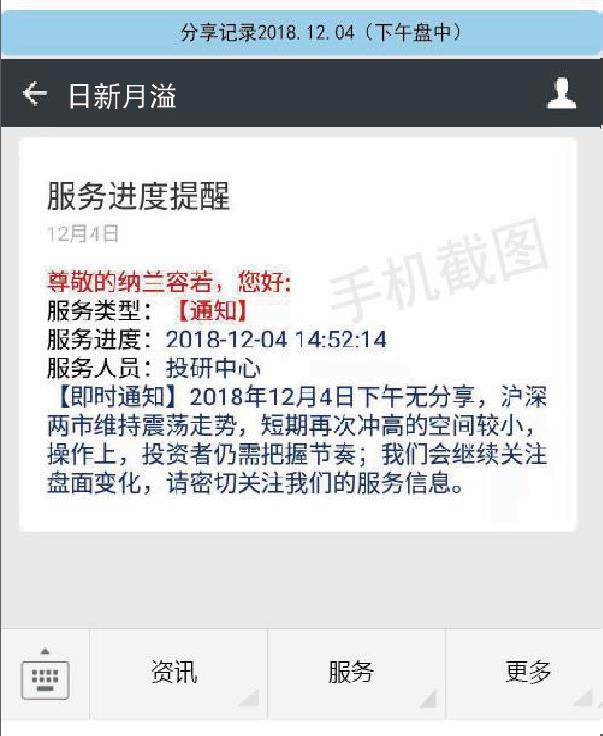 分享记录2018.12.04（下午盘中）
日新月溢
服务进度提醒
12月4日
手机截图
尊敬的纳兰容若，您好:
服务类型：【通知】
服务进度：2018-12-04 14:52:14
服务人员：投研中心
【即时通知】2018年12月4日下午无分享，沪深
两市维持震荡走势，短期再次冲高的空间较小，
操作上，投资者仍需把握节奏；我们会继续关注
盘面变化，请密切关注我们的服务信息。
资讯
服务
更多